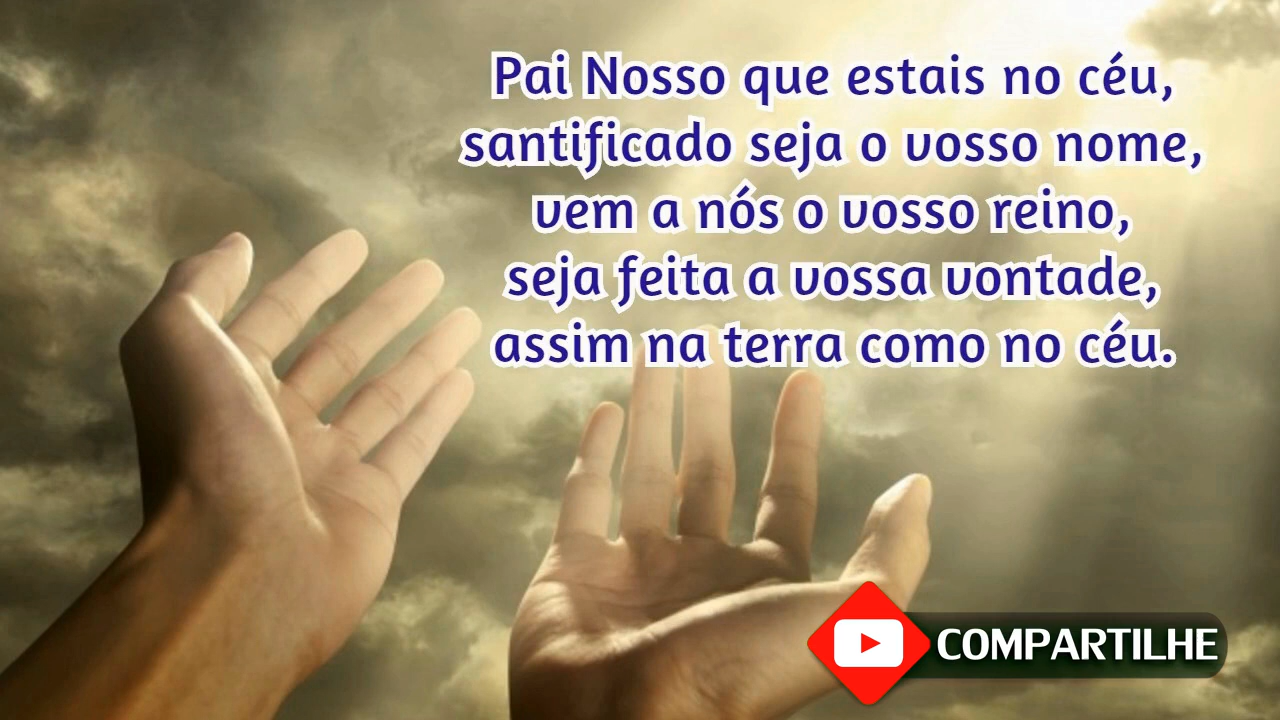 Pai Nosso que estais no céu,
santificado seja o vosso nome,
vem a nós o vosso reino,
seja feita a vossa vontade,
assim na terra como no céu.
COMPARTILHE